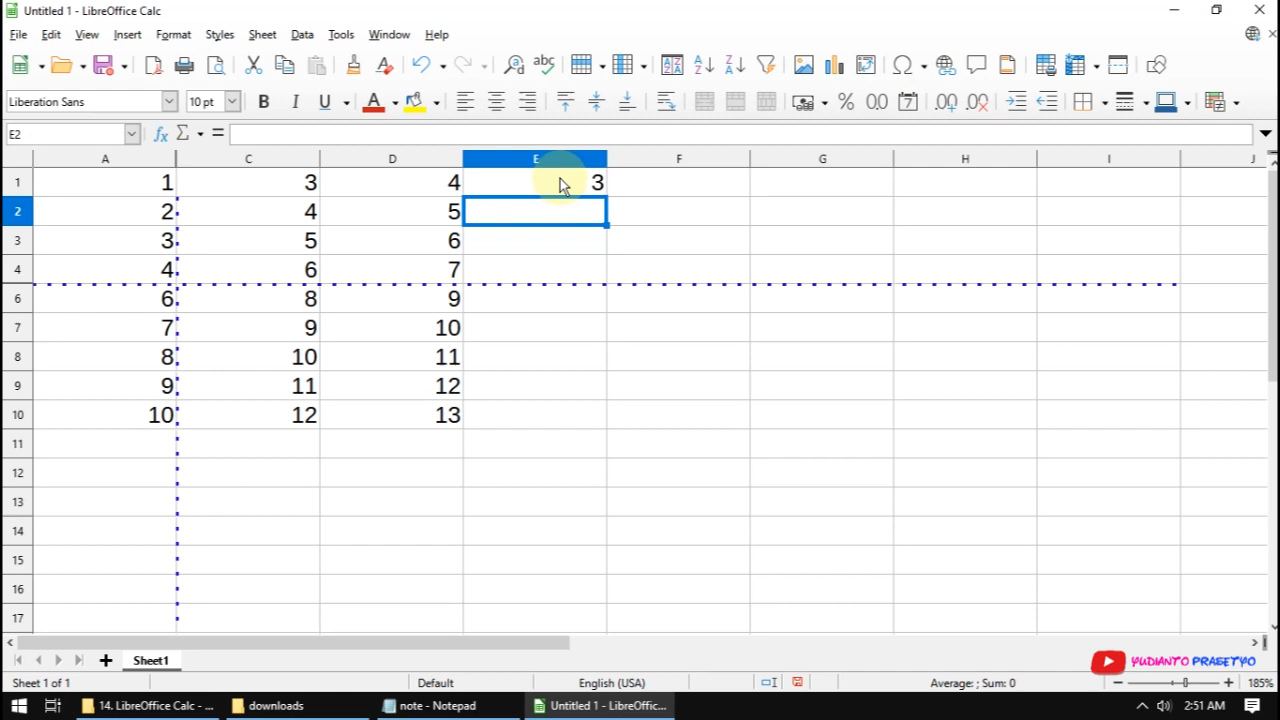 Untitled 1 - LibreOffice Calc
File Edit View Insert Format Styles Sheet Data Tools Window Help
Liberation Sans 10 pt
E2
A C D E F G H I J
1 1 3 4 3
2 2 4 5
3 3 5 6
4 4 6 7
6 6 8 9
7 7 9 10
8 8 10 11
9 9 11 12
10 10 12 13
11
12
13
14
15
16
17
Sheet1
YUDIANTO PRASETYO
Sheet 1 of 1 Default English (USA) Average: ; Sum: 0 185%
14. LibreOffice Calc - ... downloads note - Notepad Untitled 1 - LibreOffic... 2:51 AM